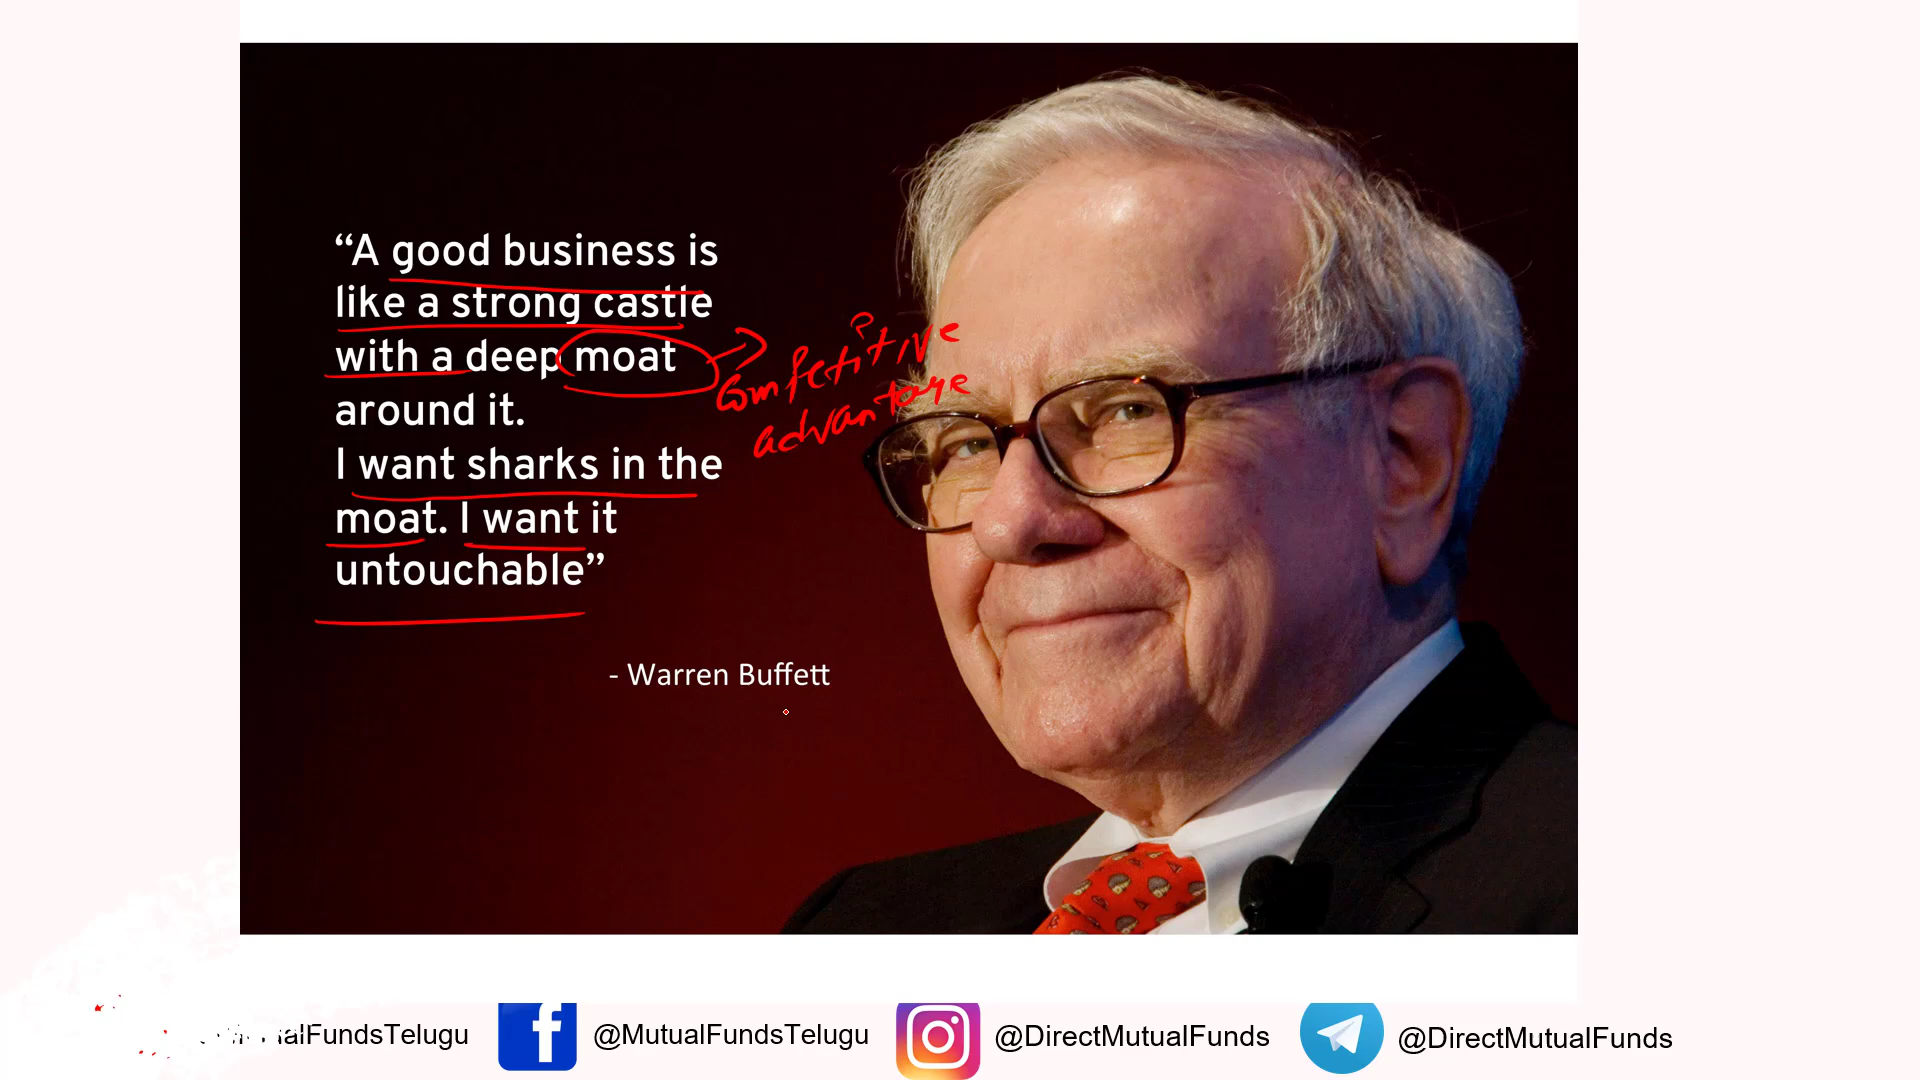 “A good business is
like a strong castle
with a deep moat
around it.
I want sharks in the
moat. I want it
untouchable”
competitive
advantage
- Warren Buffett
@MutualFundsTelugu
@DirectMutualFunds
@DirectMutualFunds